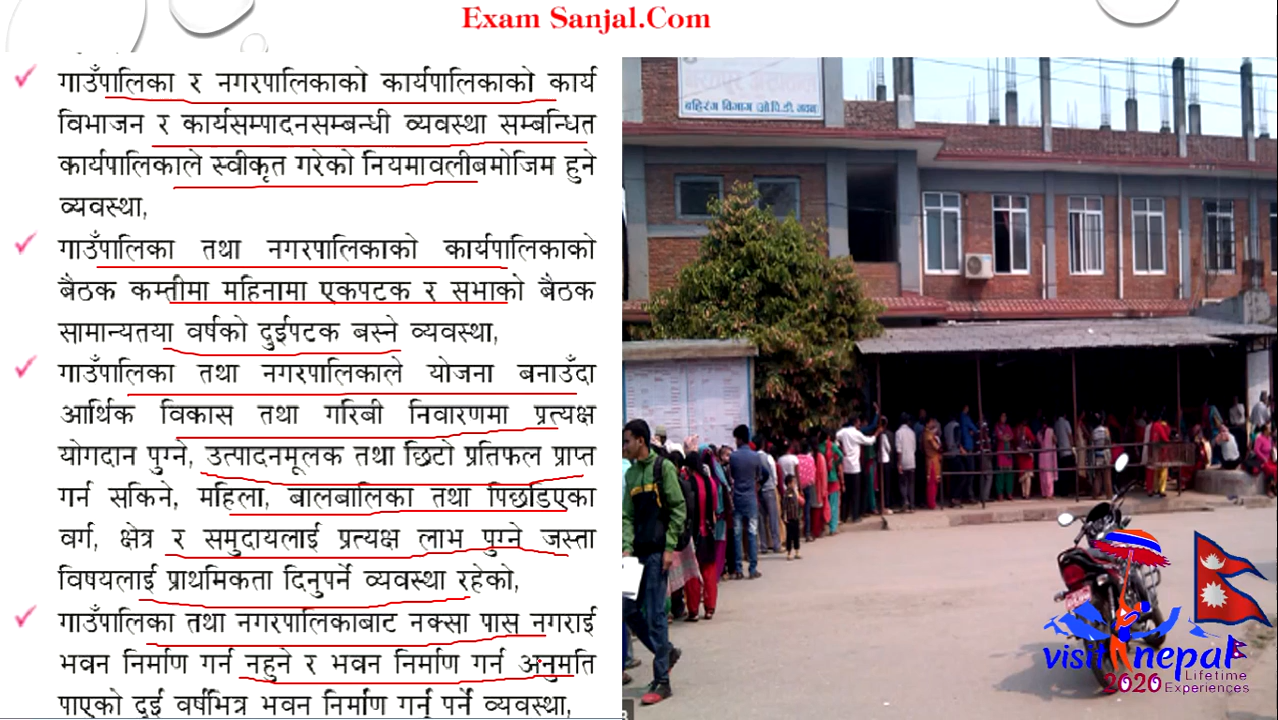 Exam Sanjal.Com
गाउँपालिका र नगरपालिकाको कार्यपालिकाको कार्य
विभाजन र कार्यसम्पादनसम्बन्धी व्यवस्था सम्बन्धित
कार्यपालिकाले स्वीकृत गरेको नियमावलीबमोजिम हुने
व्यवस्था,
गाउँपालिका तथा नगरपालिकाको कार्यपालिकाको
बैठक कम्तीमा महिनामा एकपटक र सभाको बैठक
सामान्यतया वर्षको दुईपटक बस्ने व्यवस्था,
गाउँपालिका तथा नगरपालिकाले योजना बनाउँदा
आर्थिक विकास तथा गरिबी निवारणमा प्रत्यक्ष
योगदान पुग्ने, उत्पादनमूलक तथा छिटो प्रतिफल प्राप्त
गर्न सकिने, महिला, बालबालिका तथा पिछडिएका
वर्ग, क्षेत्र र समुदायलाई प्रत्यक्ष लाभ पुग्ने जस्ता
विषयलाई प्राथमिकता दिनुपर्ने व्यवस्था रहेको,
गाउँपालिका तथा नगरपालिकाबाट नक्सा पास नगराई
भवन निर्माण गर्न नहुने र भवन निर्माण गर्न अनुमति
पाएको दुई वर्षभित्र भवन निर्माण गर्नु पर्ने व्यवस्था,
बहिरंग विभाग (ओ.पि.डी. भवन)
visit nepal
2020 Lifetime
Experiences